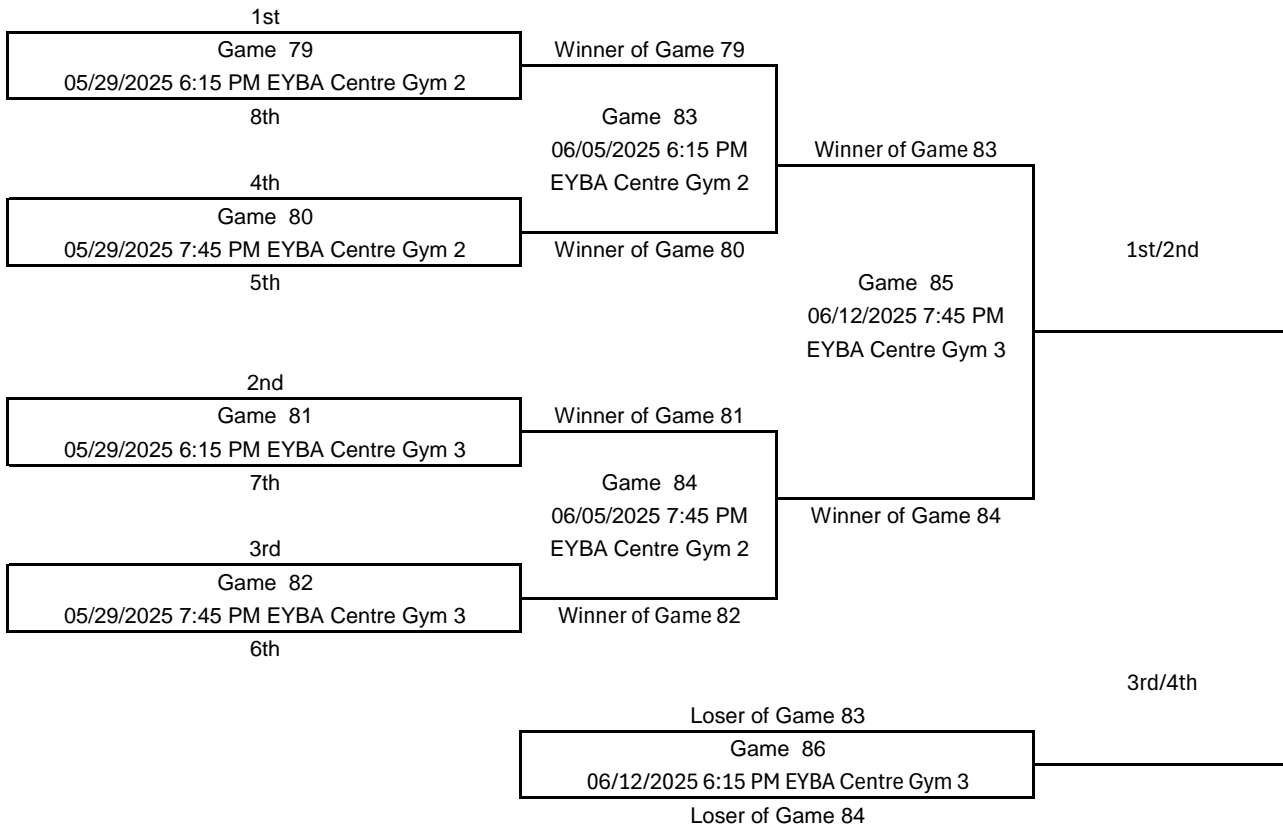 1st
Game 79
05/29/2025 6:15 PM EYBA Centre Gym 2
8th
4th
Game 80
05/29/2025 7:45 PM EYBA Centre Gym 2
5th
2nd
Game 81
05/29/2025 6:15 PM EYBA Centre Gym 3
7th
3rd
Game 82
05/29/2025 7:45 PM EYBA Centre Gym 3
6th
Winner of Game 79
Game 83
06/05/2025 6:15 PM
EYBA Centre Gym 2
Winner of Game 80
Winner of Game 81
Game 84
06/05/2025 7:45 PM
EYBA Centre Gym 2
Winner of Game 82
Winner of Game 83
Game 85
06/12/2025 7:45 PM
EYBA Centre Gym 3
Winner of Game 84
1st/2nd
Loser of Game 83
Game 86
06/12/2025 6:15 PM EYBA Centre Gym 3
Loser of Game 84
3rd/4th